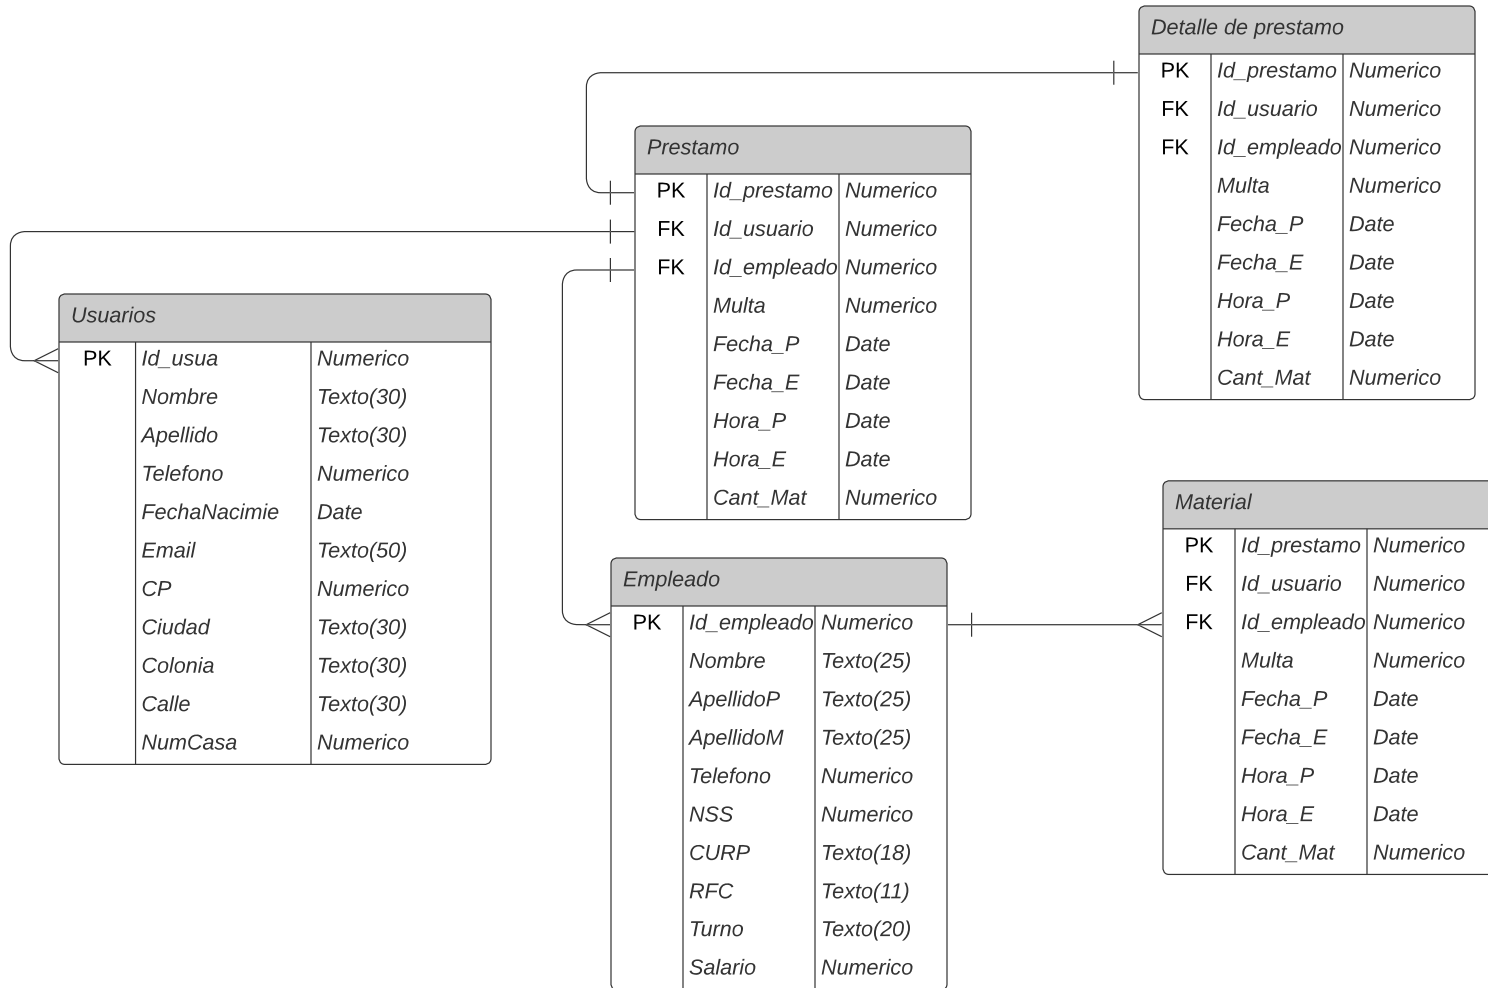 Detalle de prestamo
PK Id_prestamo Numerico
FK Id_usuario Numerico
FK Id_empleado Numerico
Multa Numerico
Fecha_P Date
Fecha_E Date
Hora_P Date
Hora_E Date
Cant_Mat Numerico
Prestamo
PK Id_prestamo Numerico
FK Id_usuario Numerico
FK Id_empleado Numerico
Multa Numerico
Fecha_P Date
Fecha_E Date
Hora_P Date
Hora_E Date
Cant_Mat Numerico
Usuarios
PK Id_usua Numerico
Nombre Texto(30)
Apellido Texto(30)
Telefono Numerico
FechaNacimie Date
Email Texto(50)
CP Numerico
Ciudad Texto(30)
Colonia Texto(30)
Calle Texto(30)
NumCasa Numerico
Material
PK Id_prestamo Numerico
FK Id_usuario Numerico
FK Id_empleado Numerico
Multa Numerico
Fecha_P Date
Fecha_E Date
Hora_P Date
Hora_E Date
Cant_Mat Numerico
Empleado
PK Id_empleado Numerico
Nombre Texto(25)
ApellidoP Texto(25)
ApellidoM Texto(25)
Telefono Numerico
NSS Numerico
CURP Texto(18)
RFC Texto(11)
Turno Texto(20)
Salario Numerico